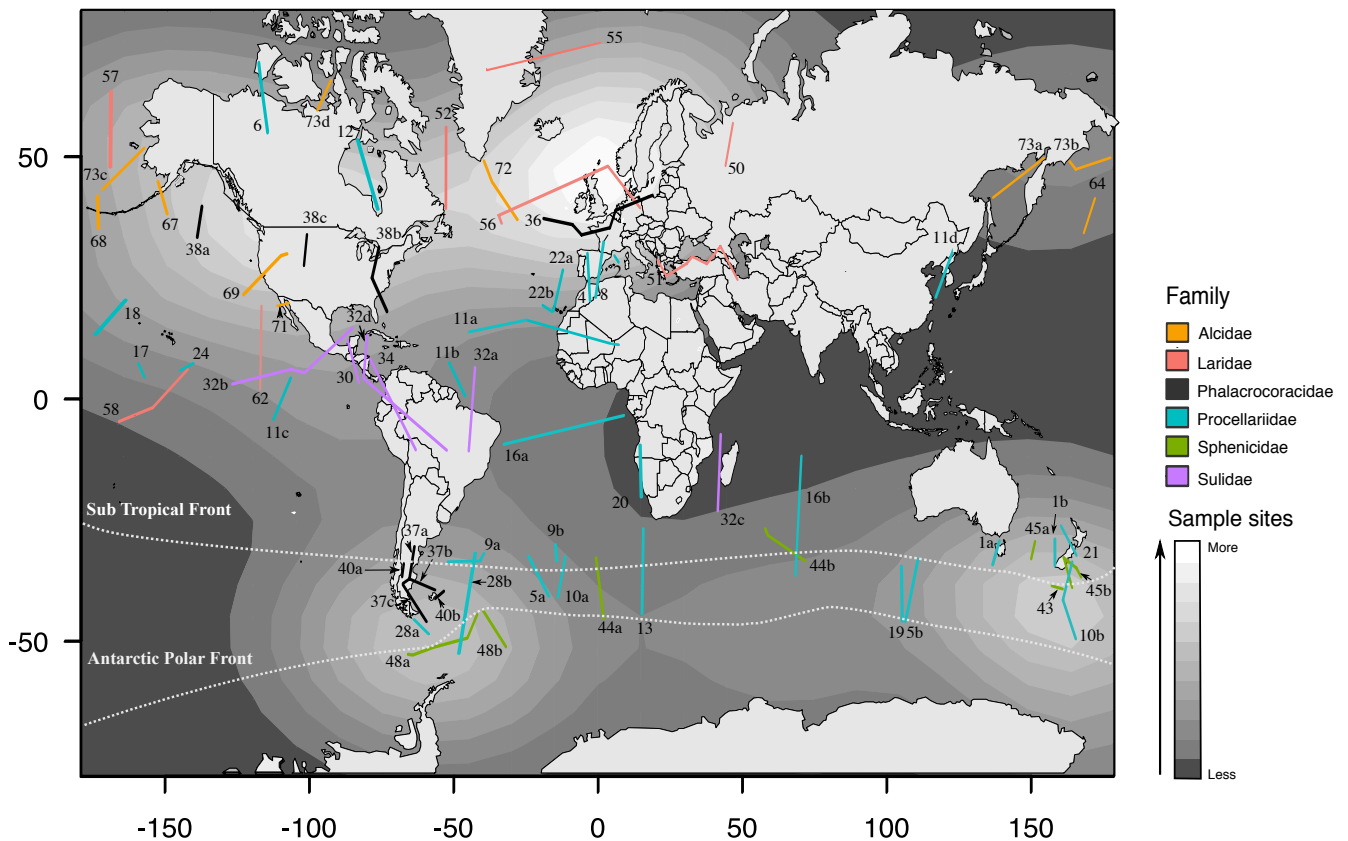 55
57
52
73d
6
12
50
50
73a
73b
73c
72
64
67
68
38a
38c
38b
56
36
11d
22a
2
51
69
22b
4
8
18
71
32d
11a
17
24
34
11b
32a
32b
30
0
62
58
11c
16a
20
16b
32c
Sub Tropical Front
1b
45a
37a
37b
9a
9b
1a
21
40a
28b
44b
37c
40b
5a
10a
45b
43
28a
44a
13
19
5b
10b
-50
Antarctic Polar Front
48a
48b
-150
-100
-50
0
50
100
150
Family
Alcidae
Laridae
Phalacrocoracidae
Procellariidae
Sphenicidae
Sulidae
Sample sites
More
Less